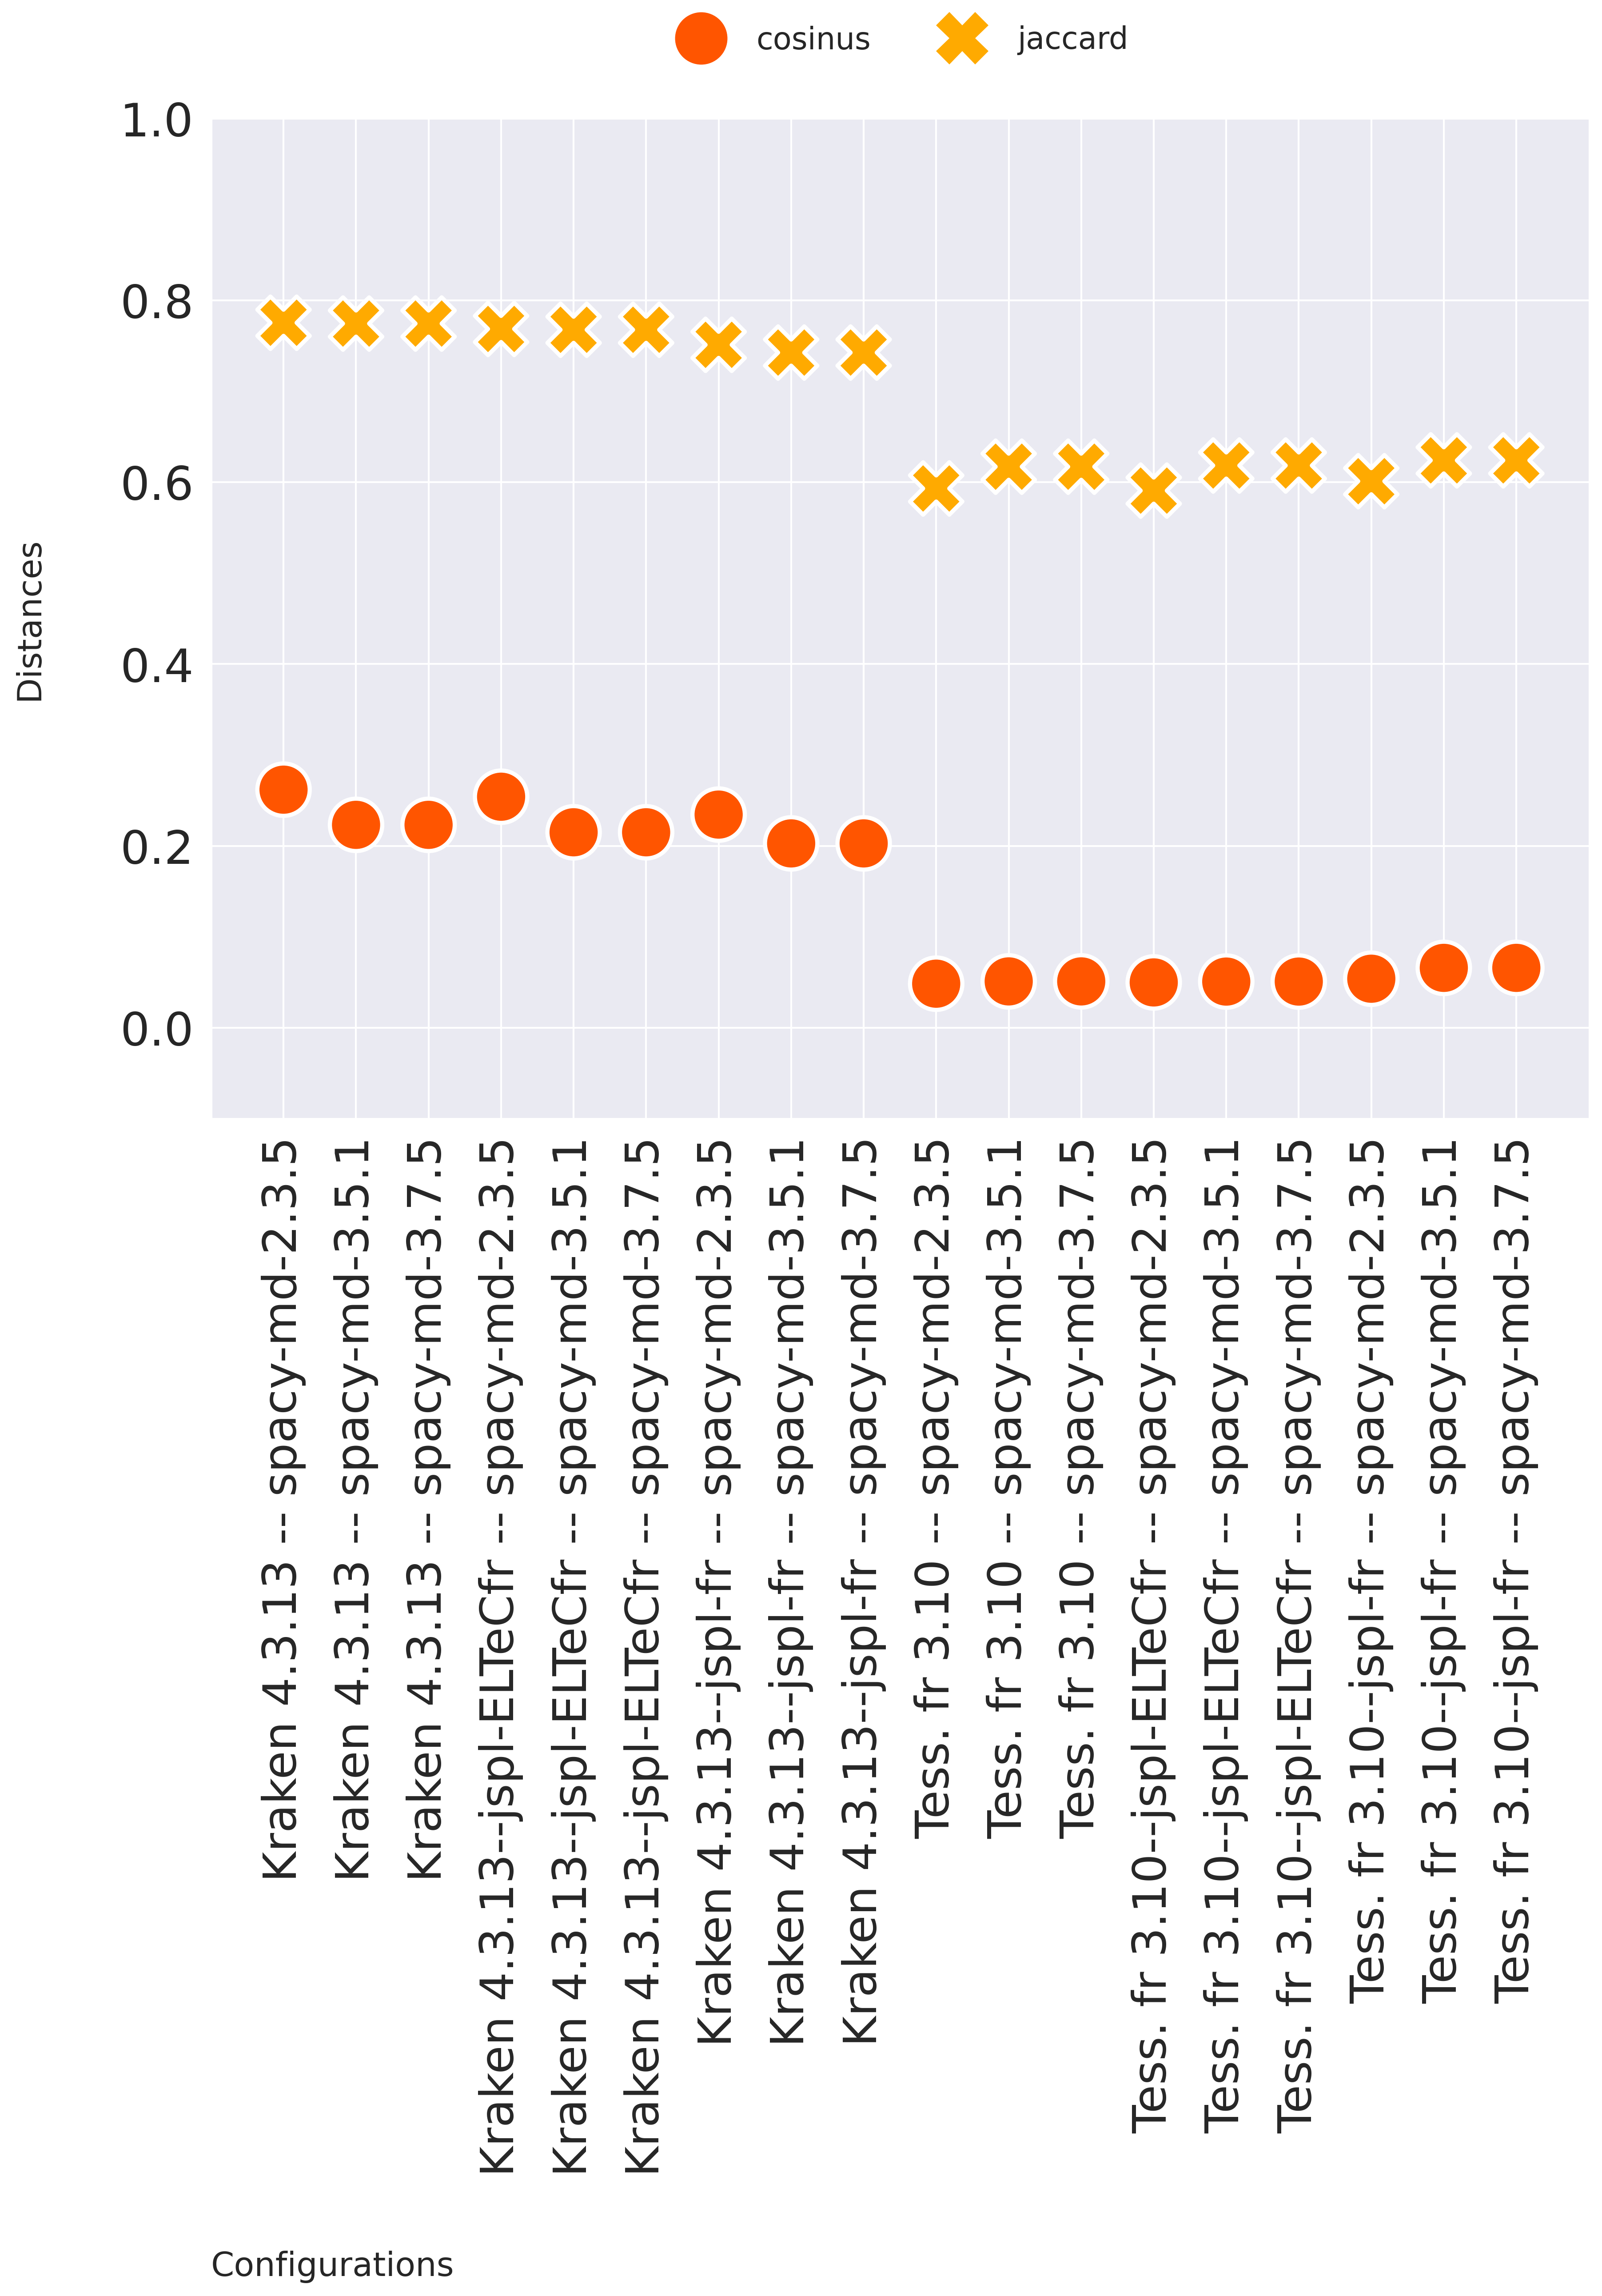 cosinus jaccard
1.0
0.8
0.6
0.4
0.2
0.0
Distances
Kraken 4.3.13 -- spacy-md-2.3.5
Kraken 4.3.13 -- spacy-md-3.5.1
Kraken 4.3.13 -- spacy-md-3.7.5
Kraken 4.3.13--jspl-ELTeCfr -- spacy-md-2.3.5
Kraken 4.3.13--jspl-ELTeCfr -- spacy-md-3.5.1
Kraken 4.3.13--jspl-ELTeCfr -- spacy-md-3.7.5
Kraken 4.3.13--jspl-fr -- spacy-md-2.3.5
Kraken 4.3.13--jspl-fr -- spacy-md-3.5.1
Kraken 4.3.13--jspl-fr -- spacy-md-3.7.5
Tess. fr 3.10 -- spacy-md-2.3.5
Tess. fr 3.10 -- spacy-md-3.5.1
Tess. fr 3.10 -- spacy-md-3.7.5
Tess. fr 3.10--jspl-ELTeCfr -- spacy-md-2.3.5
Tess. fr 3.10--jspl-ELTeCfr -- spacy-md-3.5.1
Tess. fr 3.10--jspl-ELTeCfr -- spacy-md-3.7.5
Tess. fr 3.10--jspl-fr -- spacy-md-2.3.5
Tess. fr 3.10--jspl-fr -- spacy-md-3.5.1
Tess. fr 3.10--jspl-fr -- spacy-md-3.7.5
Configurations